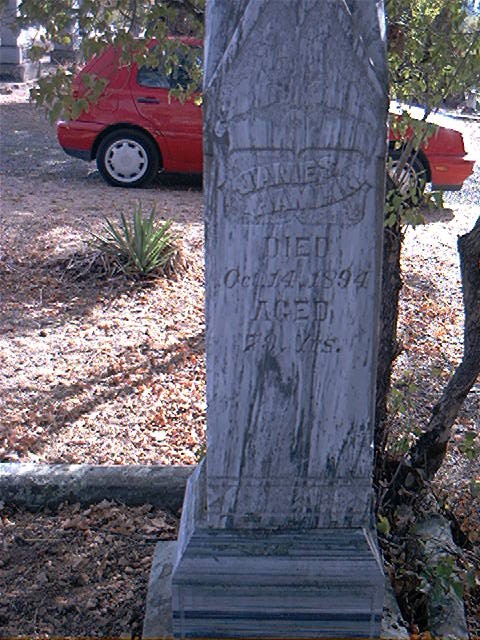 JAMES
DIED
Oct. 14. 1894
AGED
Yrs.